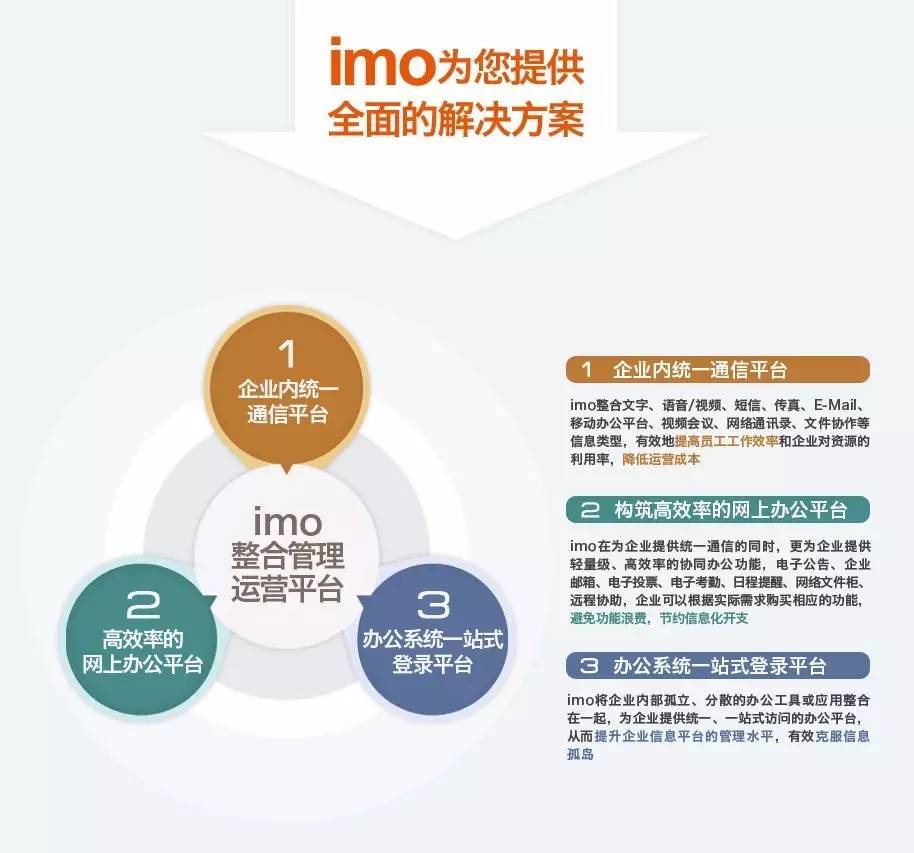 imo为您提供
全面的解决方案
1
企业内统一
通信平台
imo
整合管理
运营平台
2
高效率的
网上办公平台
3
办公系统一站式
登录平台
1 企业内统一通信平台
imo整合文字、语音/视频、短信、传真、E-Mail、
移动办公平台、视频会议、网络通讯录、文件协作等
信息类型，有效地提高员工工作效率和企业对资源的
利用率，降低运营成本
2 构筑高效率的网上办公平台
imo在为企业提供统一通信的同时，更为企业提供
轻量级、高效率的协同办公功能，电子公告、企业
邮箱、电子投票、电子考勤、日程提醒、网络文件柜、
远程协助，企业可以根据实际需求购买相应的功能，
避免功能浪费，节约信息化开支
3 办公系统一站式登录平台
imo将企业内部孤立、分散的办公工具或应用整合
在一起，为企业提供统一、一站式访问的办公平台，
从而提升企业信息平台的管理水平，有效克服信息
孤岛